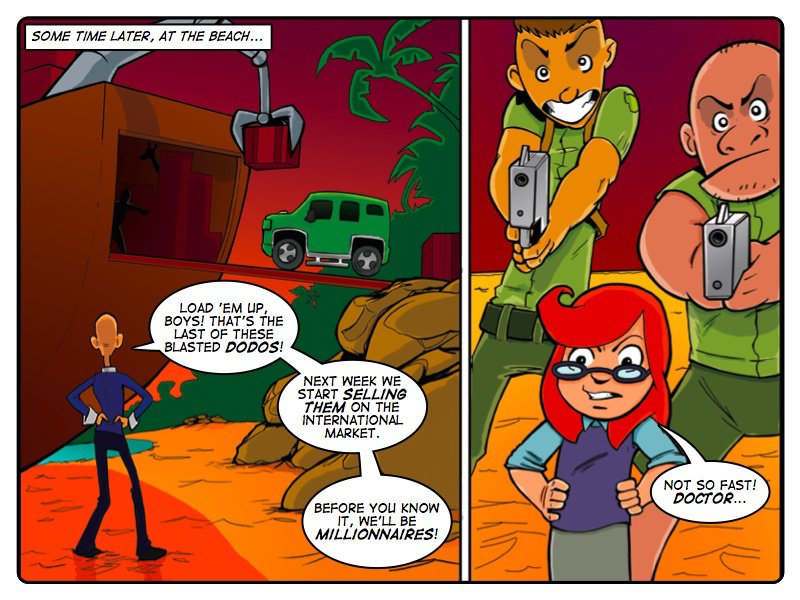 SOME TIME LATER, AT THE BEACH...
LOAD 'EM UP,
BOYS! THAT'S THE
LAST OF THESE
BLASTED DODOS!
NEXT WEEK WE
START SELLING
THEM ON THE
INTERNATIONAL
MARKET.
BEFORE YOU KNOW
IT, WE'LL BE
MILLIONNAIRES!
NOT SO FAST!
DOCTOR...